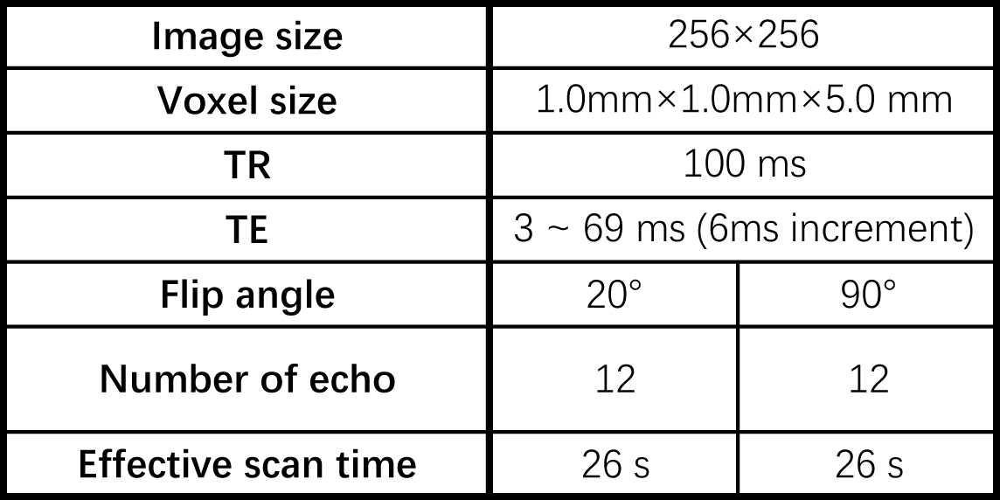 Image size 256×256
Voxel size 1.0mm×1.0mm×5.0 mm
TR 100 ms
TE 3 ~ 69 ms (6ms increment)
Flip angle 20° 90°
Number of echo 12 12
Effective scan time 26 s 26 s